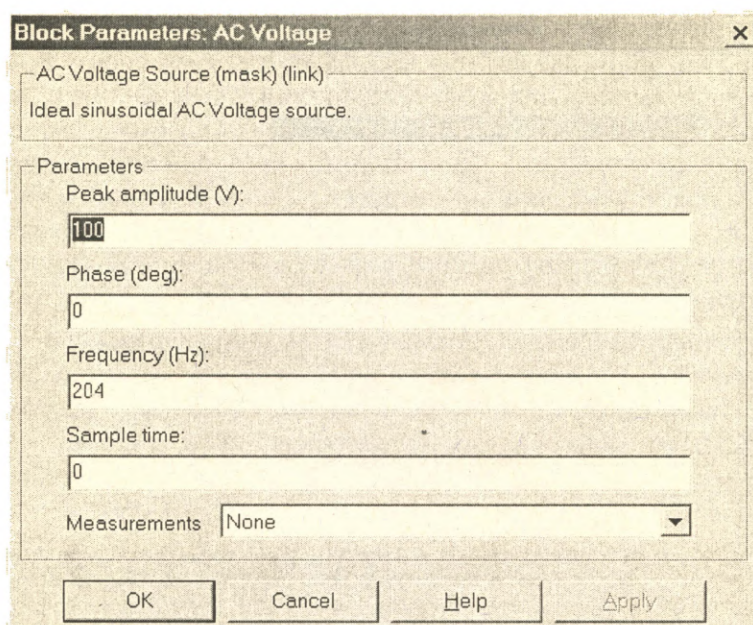 Block Parameters: AC Voltage
AC Voltage Source (mask) (link)
Ideal sinusoidal AC Voltage source.
Parameters
Peak amplitude (V):
100
Phase (deg):
0
Frequency (Hz):
204
Sample time:
0
Measurements None
OK Cancel Help Apply